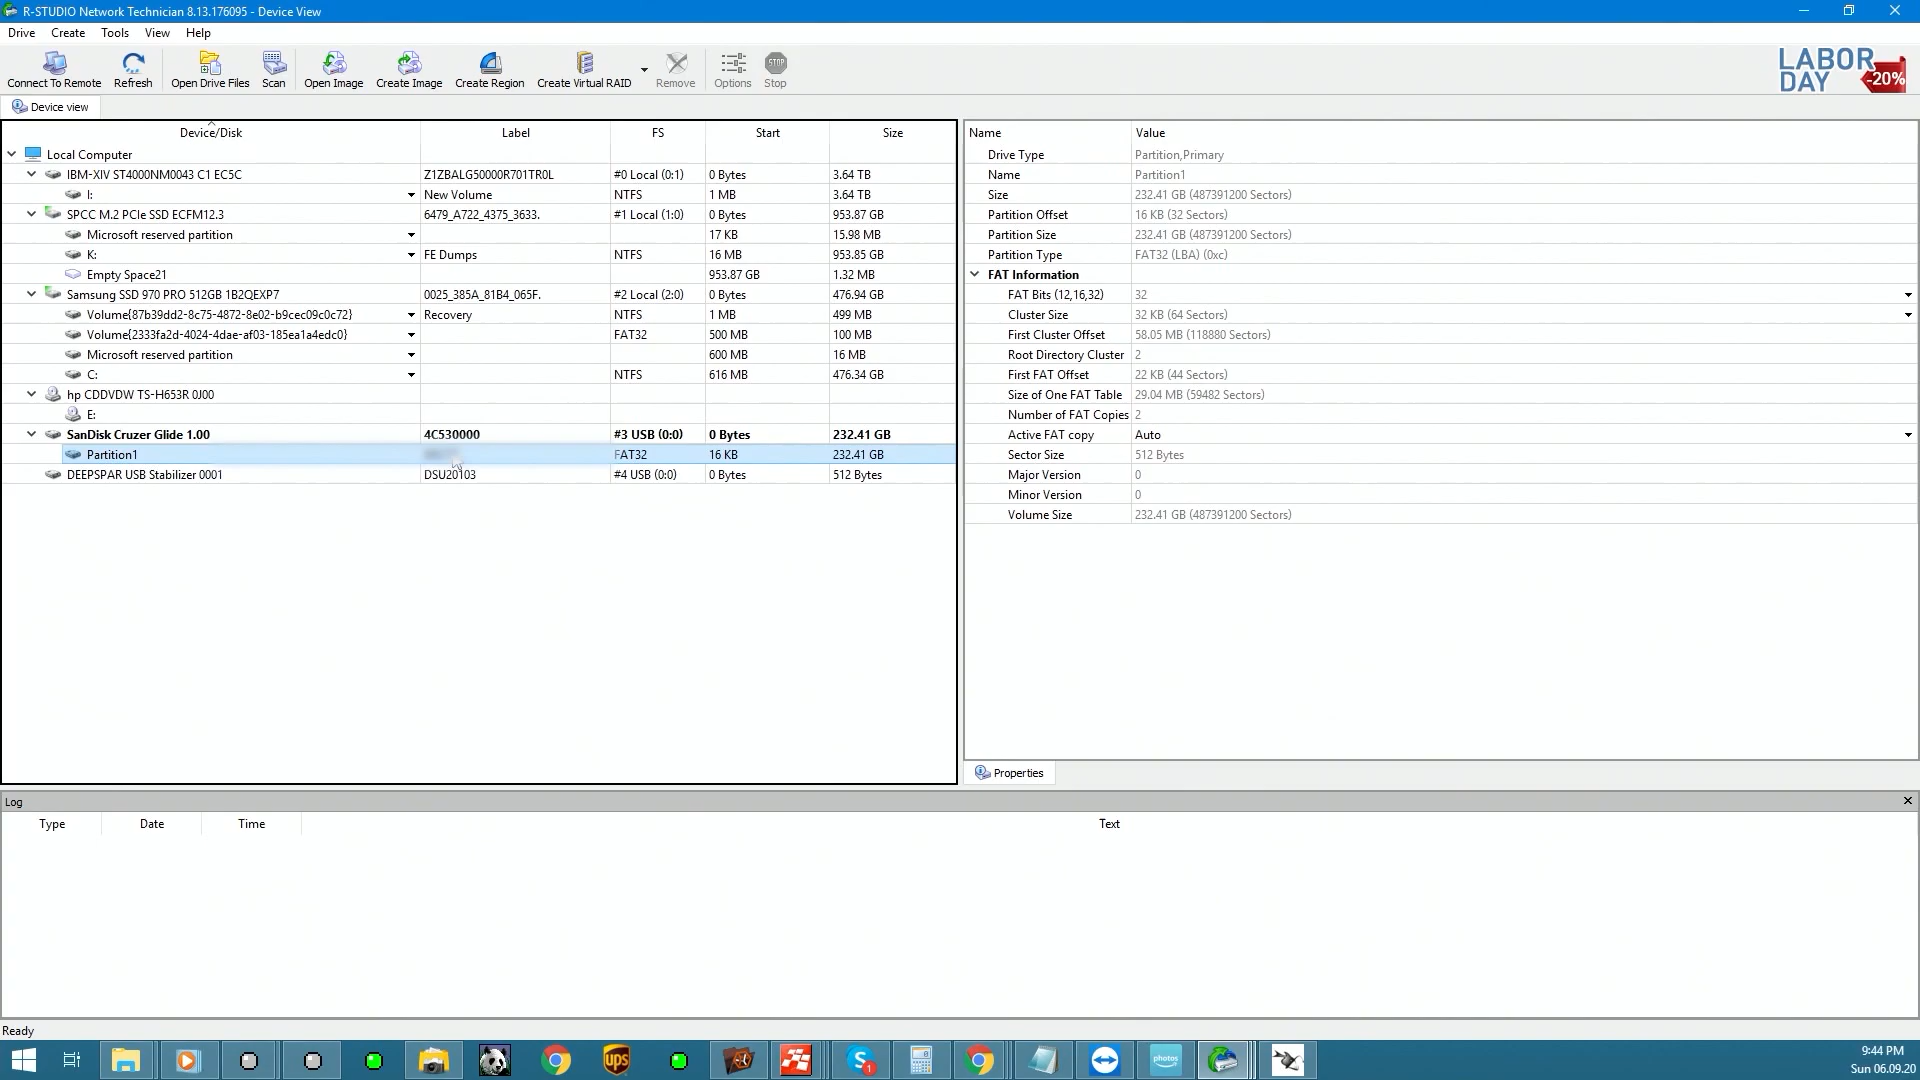 R-STUDIO Network Technician 8.13.176095 - Device View
Drive Create Tools View Help
Connect To Remote Refresh Open Drive Files Scan Open Image Create Image Create Region Create Virtual RAID Remove Options STOP Stop
LABOR DAY -20%
Device view
Device/Disk Label FS Start Size
Local Computer
IBM-XIV ST4000NM0043 C1 EC5C Z1ZBALG50000R701TR0L #0 Local (0:1) 0 Bytes 3.64 TB
I: New Volume NTFS 1 MB 3.64 TB
SPCC M.2 PCIe SSD ECFM12.3 6479_A722_4375_3633. #1 Local (1:0) 0 Bytes 953.87 GB
Microsoft reserved partition 17 KB 15.98 MB
K: FE Dumps NTFS 16 MB 953.85 GB
Empty Space21 953.87 GB 1.32 MB
Samsung SSD 970 PRO 512GB 1B2QEXP7 0025_385A_81B4_065F. #2 Local (2:0) 0 Bytes 476.94 GB
Volume{87b39dd2-8c75-4872-8e02-b9cec09c0c72} Recovery NTFS 1 MB 499 MB
Volume{2333fa2d-4024-4dae-af03-185ea1a4edc0} FAT32 500 MB 100 MB
Microsoft reserved partition 600 MB 16 MB
C: NTFS 616 MB 476.34 GB
hp CDDVDW TS-H653R 0J00
E:
SanDisk Cruzer Glide 1.00 4C530000 #3 USB (0:0) 0 Bytes 232.41 GB
Partition1 FAT32 16 KB 232.41 GB
DEEPSPAR USB Stabilizer 0001 DSU20103 #4 USB (0:0) 0 Bytes 512 Bytes
Name Value
Drive Type Partition,Primary
Name Partition1
Size 232.41 GB (487391200 Sectors)
Partition Offset 16 KB (32 Sectors)
Partition Size 232.41 GB (487391200 Sectors)
Partition Type FAT32 (LBA) (0xc)
FAT Information
FAT Bits (12,16,32) 32
Cluster Size 32 KB (64 Sectors)
First Cluster Offset 58.05 MB (118880 Sectors)
Root Directory Cluster 2
First FAT Offset 22 KB (44 Sectors)
Size of One FAT Table 29.04 MB (59482 Sectors)
Number of FAT Copies 2
Active FAT copy Auto
Sector Size 512 Bytes
Major Version 0
Minor Version 0
Volume Size 232.41 GB (487391200 Sectors)
Properties
Log
Type Date Time Text
Ready
ups
S 1
photos
9:44 PM
Sun 06.09.20